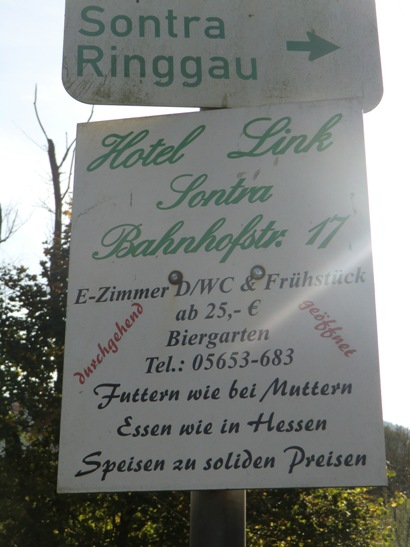 Sontra
Ringgau
Hotel Link
Sontra
Bahnhofstr. 17
E-Zimmer D/WC & Frühstück
ab 25,- €
durchgehend
geöffnet
Biergarten
Tel.: 05653-683
Futtern wie bei Muttern
Essen wie in Hessen
Speisen zu soliden Preisen